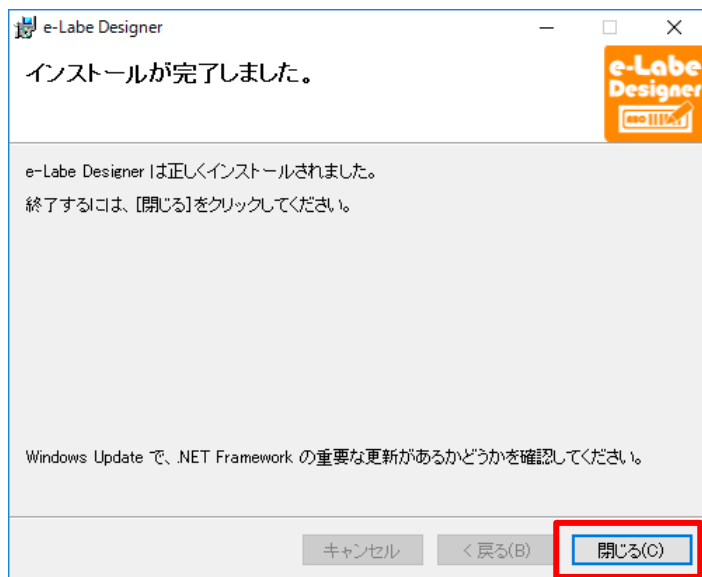 e-Labe Designer
インストールが完了しました。
e-Labe
Designer
ABC
e-Labe Designer は正しくインストールされました。
終了するには、[閉じる]をクリックしてください。
Windows Update で、.NET Framework の重要な更新があるかどうかを確認してください。
キャンセル
< 戻る(B)
閉じる(C)